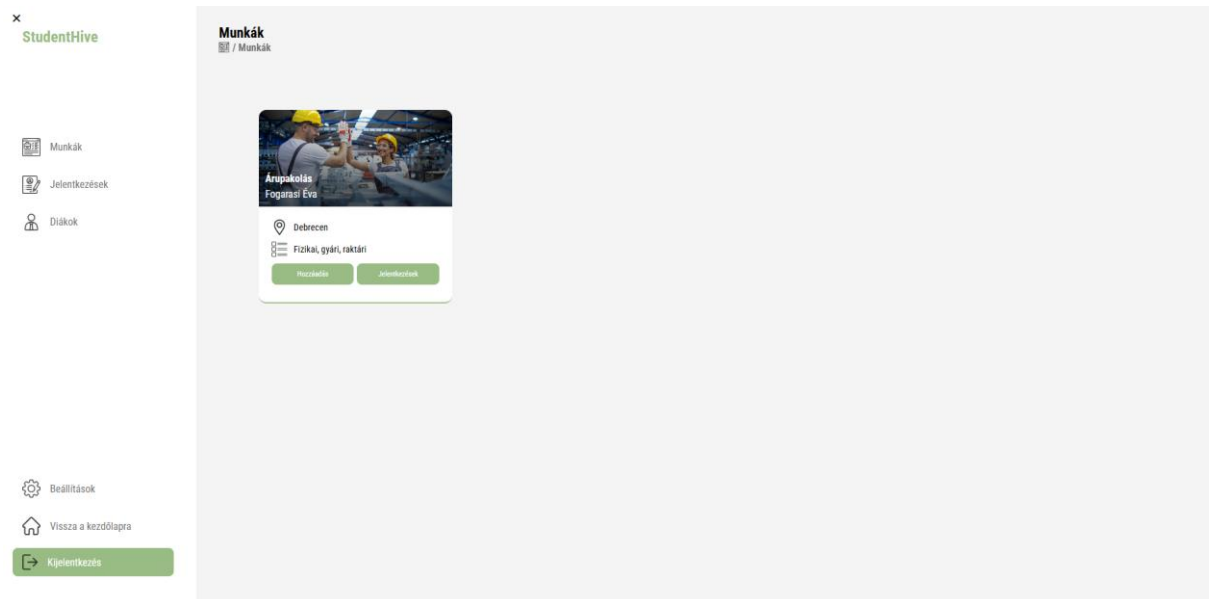 ×
StudentHive
Munkák
Jelentkezések
Diákok
Beállítások
Vissza a kezdőlapra
Kijelentkezés
Munkák
/ Munkák
Árupakolás
Fogarasi Éva
Debrecen
Fizikai, gyári, raktári
Hozzáadás
Jelentkezések